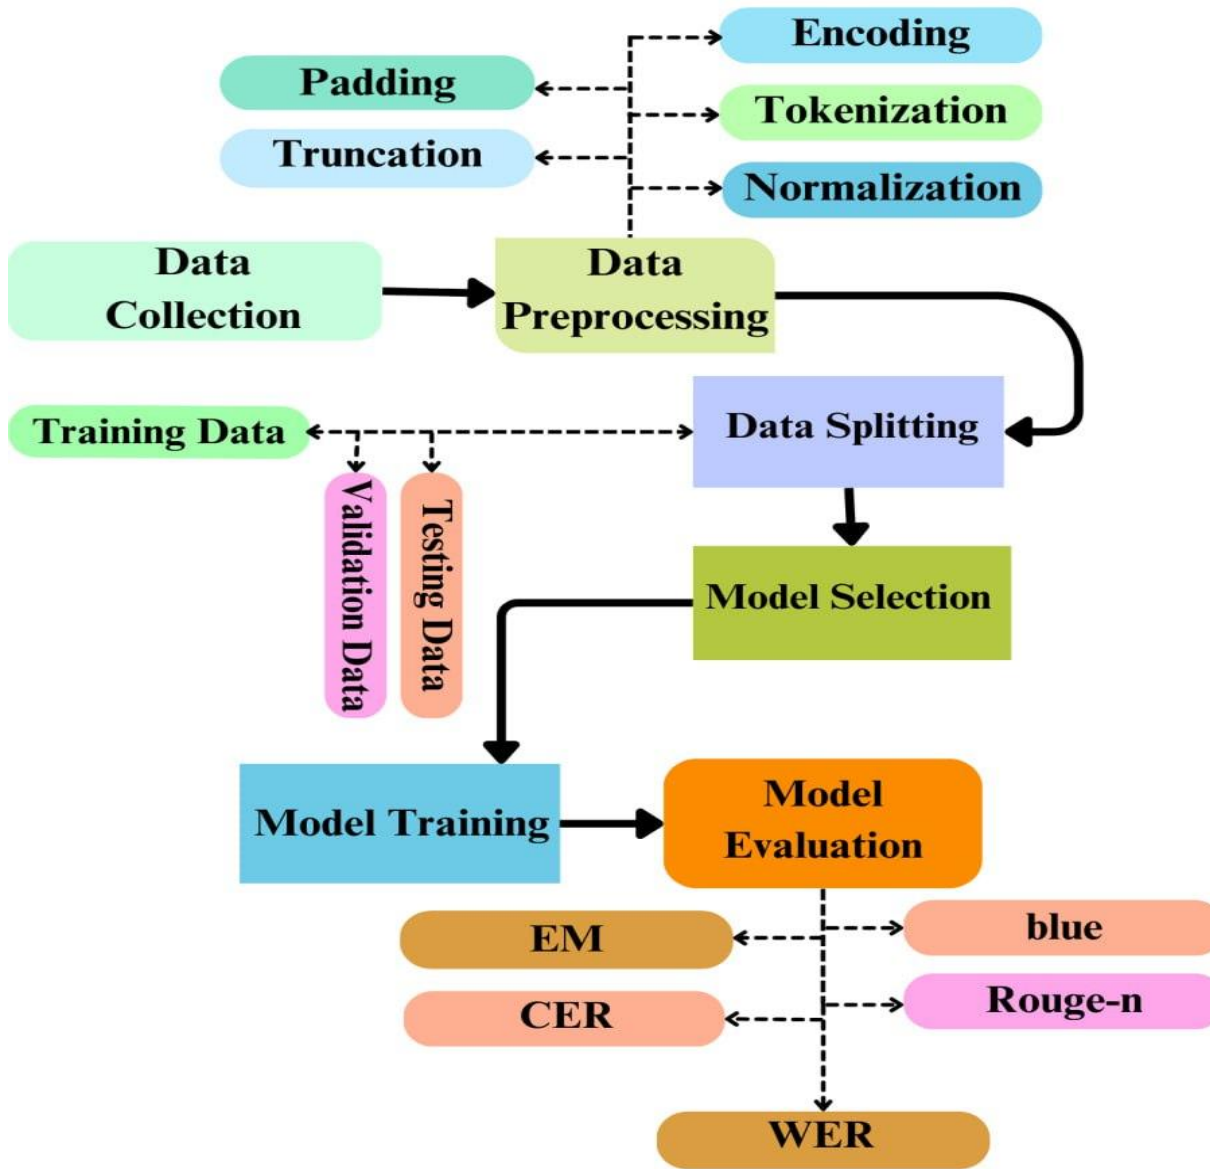 Encoding
Padding
Tokenization
Truncation
Normalization
Data
Collection
Data
Preprocessing
Training Data
Data Splitting
Validation Data
Testing Data
Model Selection
Model Training
Model
Evaluation
EM
blue
CER
Rouge-n
WER